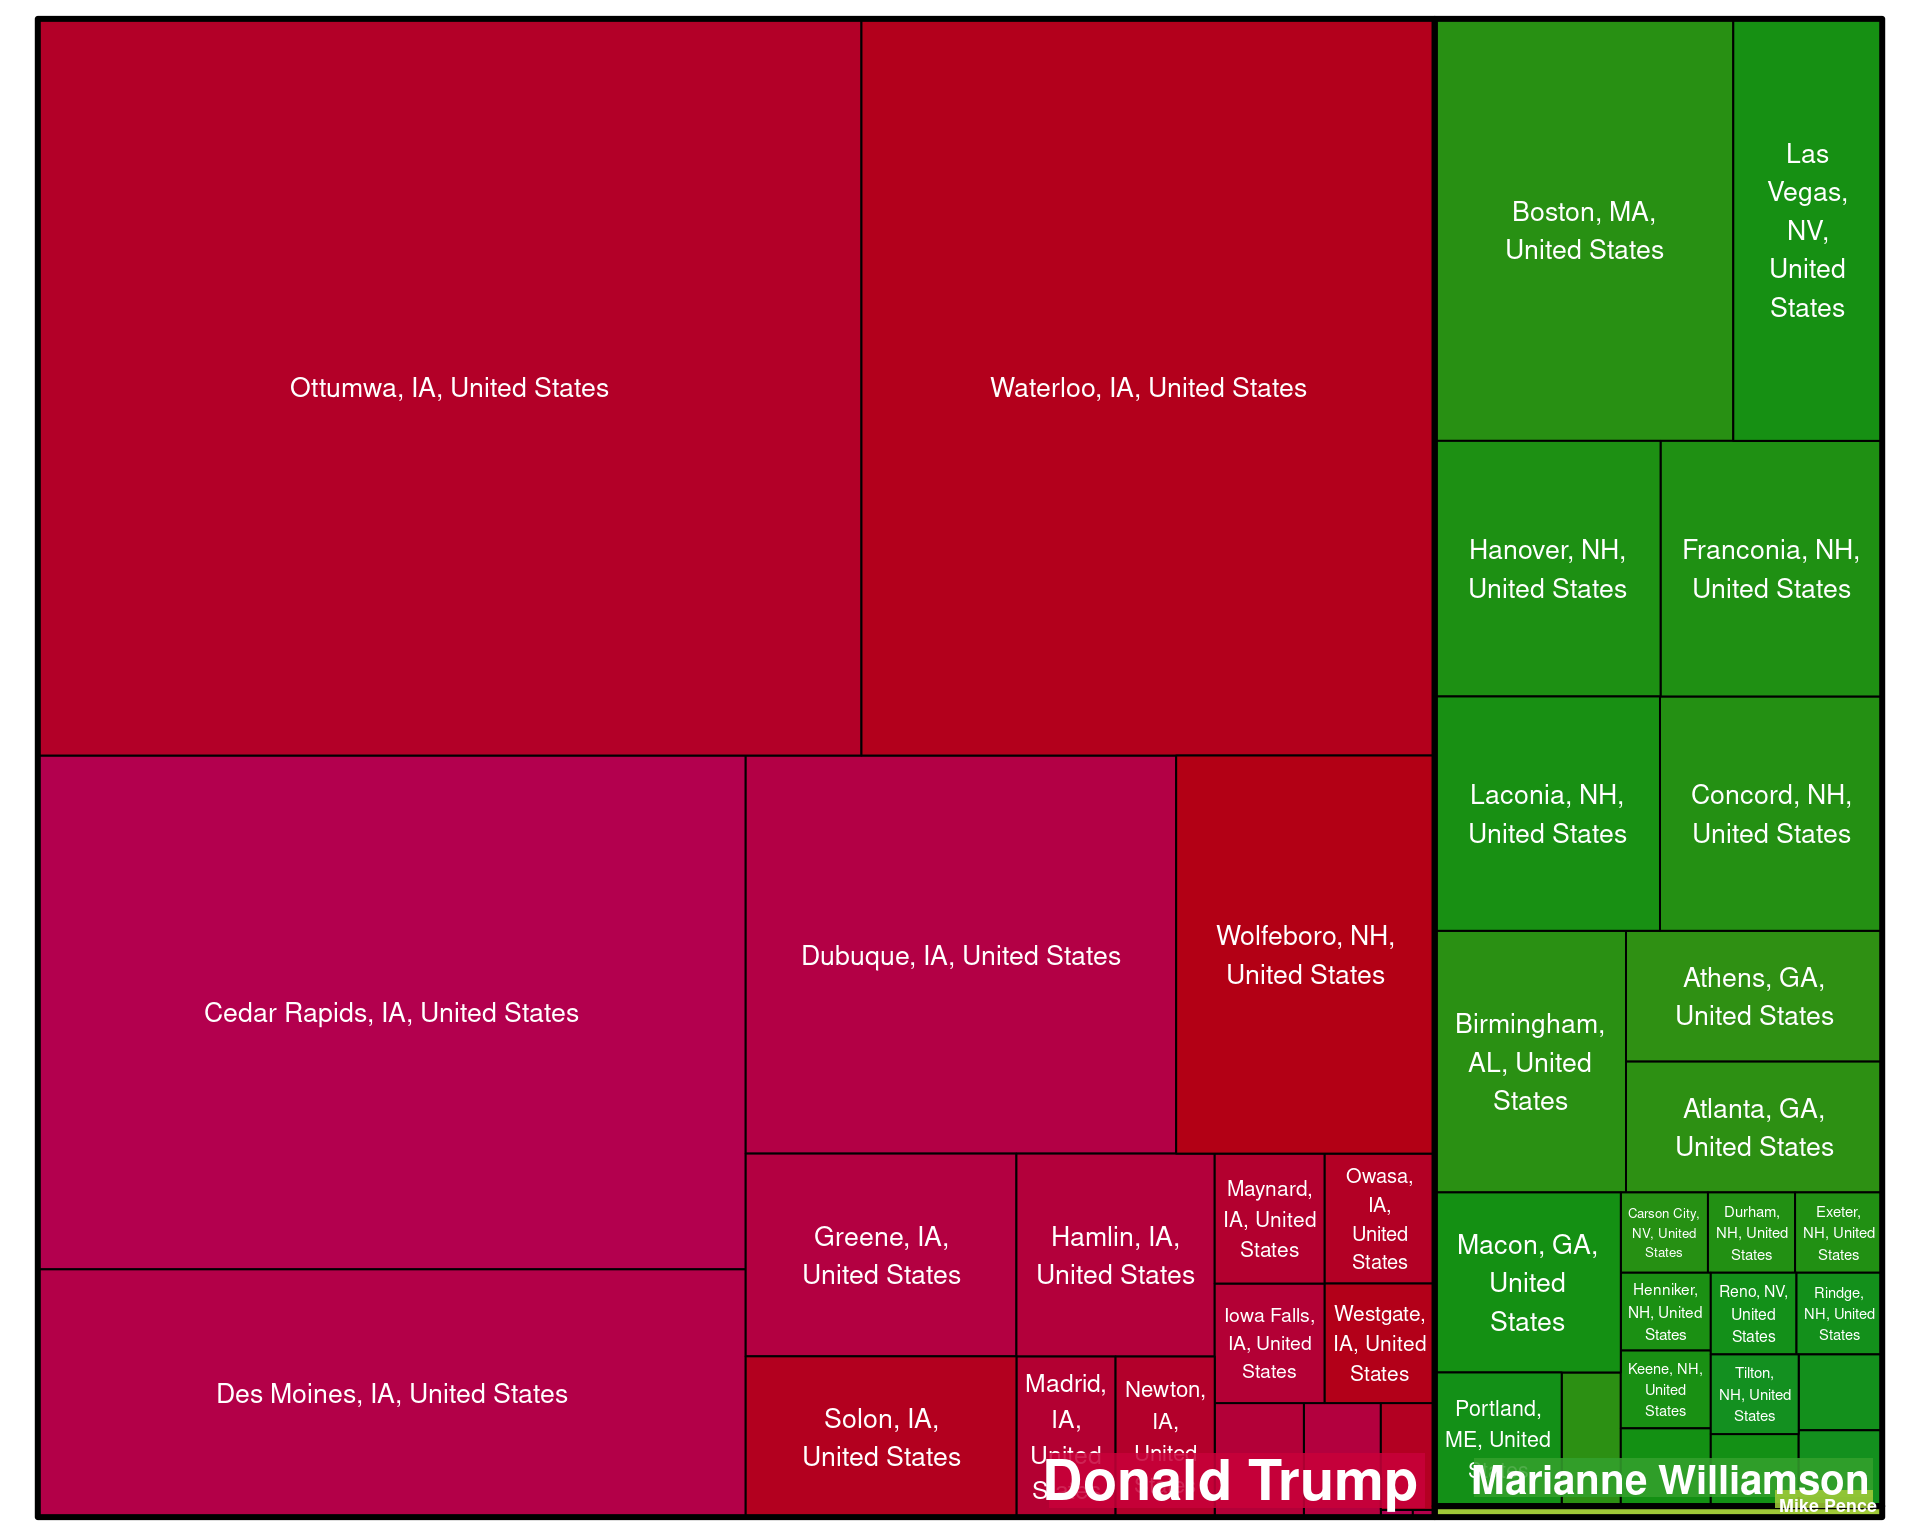 Ottumwa, IA, United States
Waterloo, IA, United States
Cedar Rapids, IA, United States
Des Moines, IA, United States
Dubuque, IA, United States
Wolfeboro, NH,
United States
Greene, IA,
United States
Hamlin, IA,
United States
Maynard,
IA, United
States
Owasa,
IA,
United
States
Iowa Falls,
IA, United
States
Westgate,
IA, United
States
Solon, IA,
United States
Madrid,
IA,
United
States
Newton,
IA,
United
Donald Trump
Boston, MA,
United States
Las
Vegas,
NV,
United
States
Hanover, NH,
United States
Franconia, NH,
United States
Laconia, NH,
United States
Concord, NH,
United States
Birmingham,
AL, United
States
Athens, GA,
United States
Atlanta, GA,
United States
Macon, GA,
United
States
Carson City,
NV, United
States
Durham,
NH, United
States
Exeter,
NH, United
States
Henniker,
NH, United
States
Reno, NV,
United
States
Rindge,
NH, United
States
Keene, NH,
United
States
Tilton,
NH, United
States
Portland,
ME, United
Marianne Williamson
Mike Pence